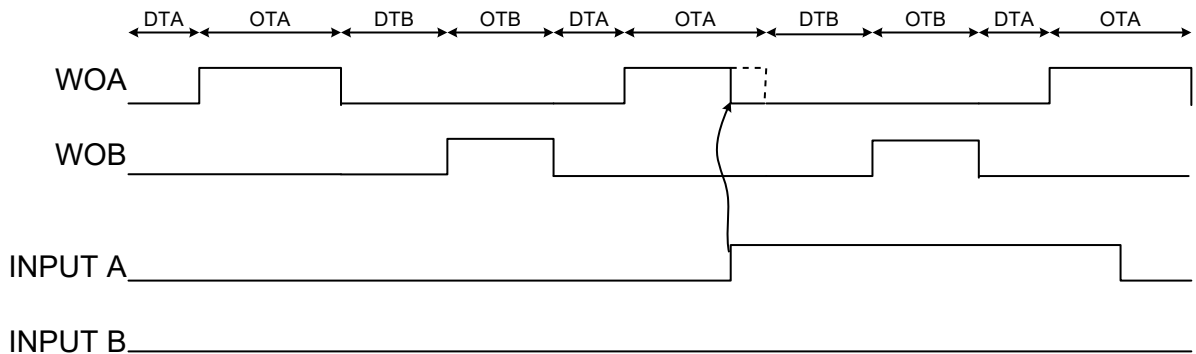 DTA OTA DTB OTB DTA OTA DTB OTB DTA OTA
WOA
WOB
INPUT A
INPUT B